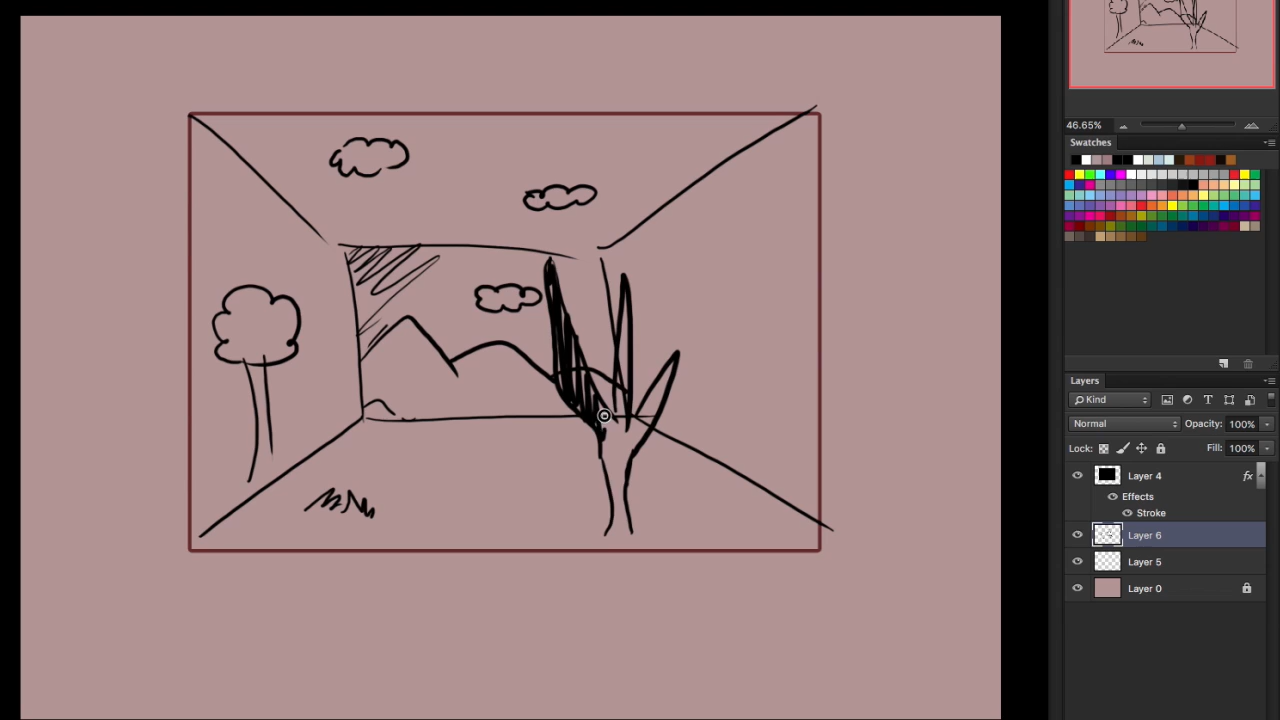 46.65%
Swatches
Layers
Kind
Normal Opacity: 100%
Lock: Fill: 100%
Layer 4 fx
Effects
Stroke
Layer 6
Layer 5
Layer 0